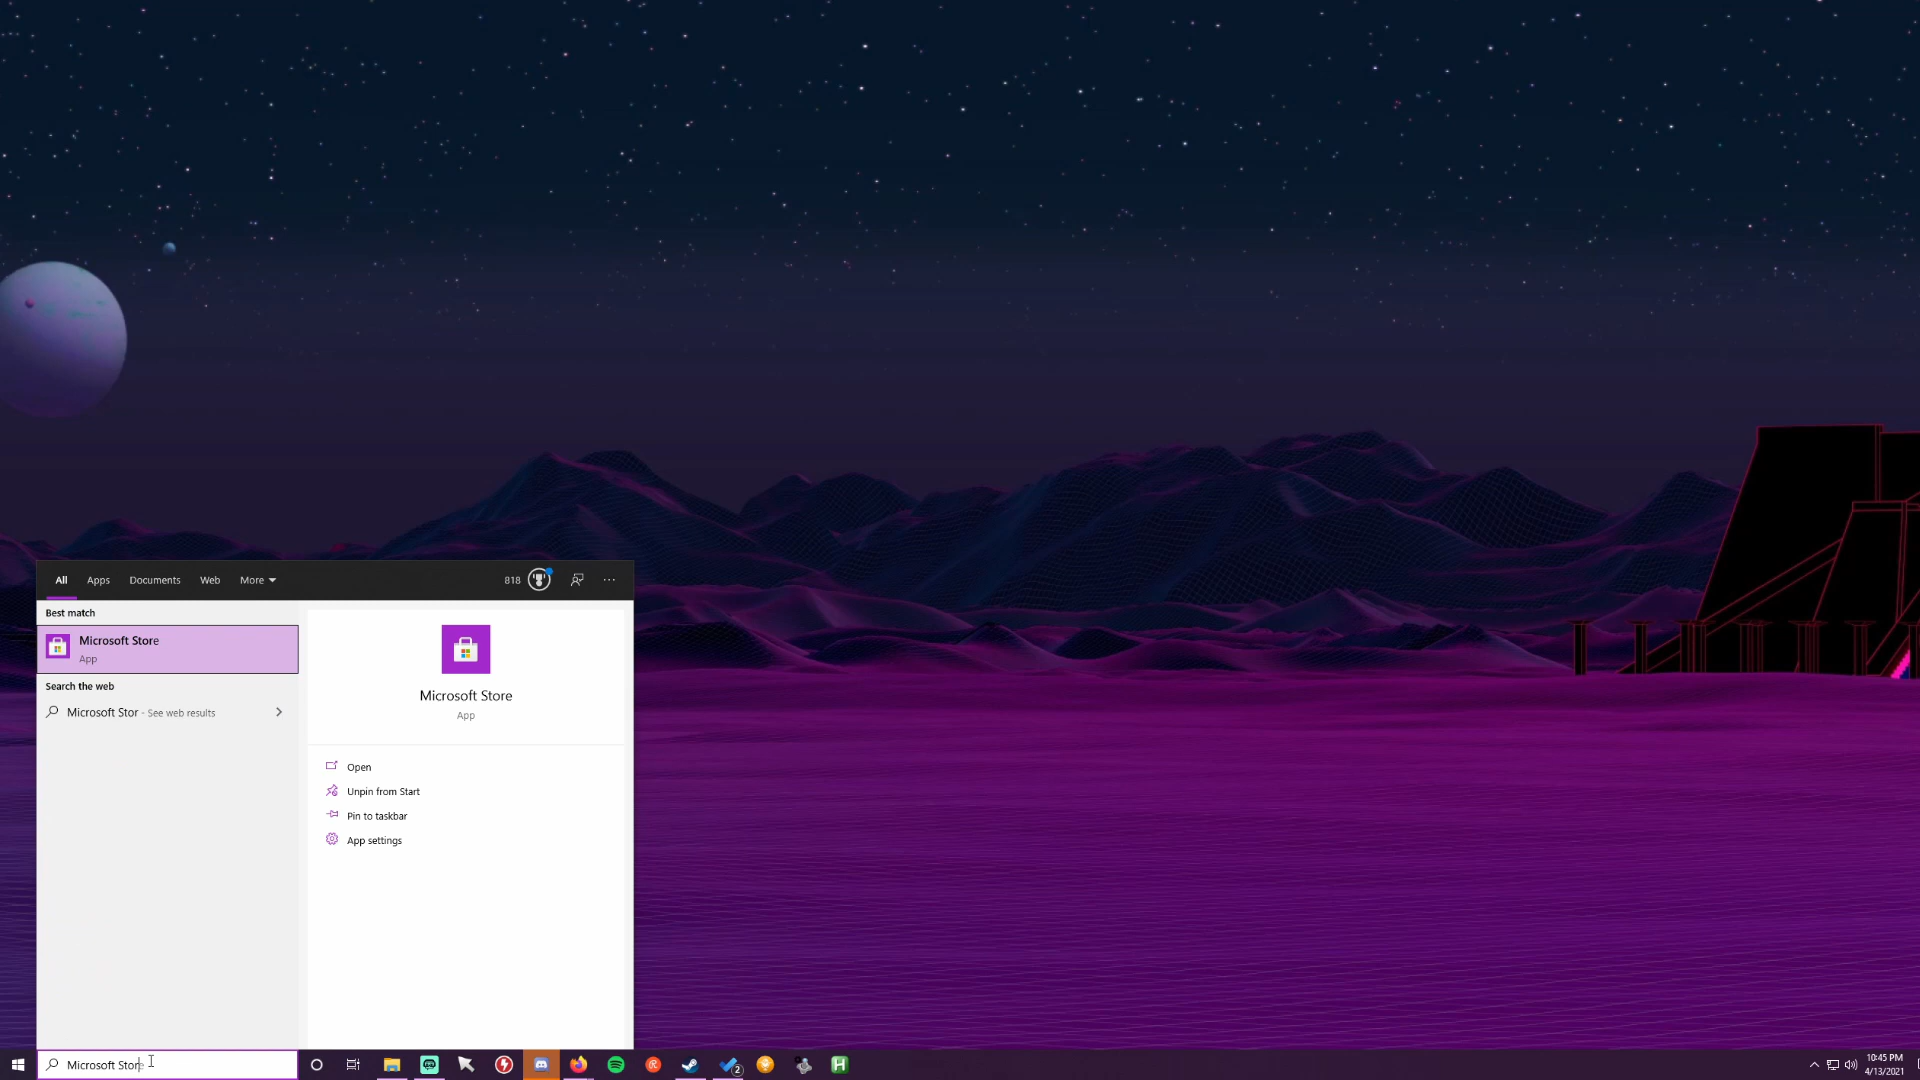 All Apps Documents Web More 818 ...
Best match
Microsoft Store
App
Search the web
Microsoft Stor - See web results
Microsoft Store
App
Open
Unpin from Start
Pin to taskbar
App settings
Microsoft Store
2
H
10:45 PM
4/13/2021